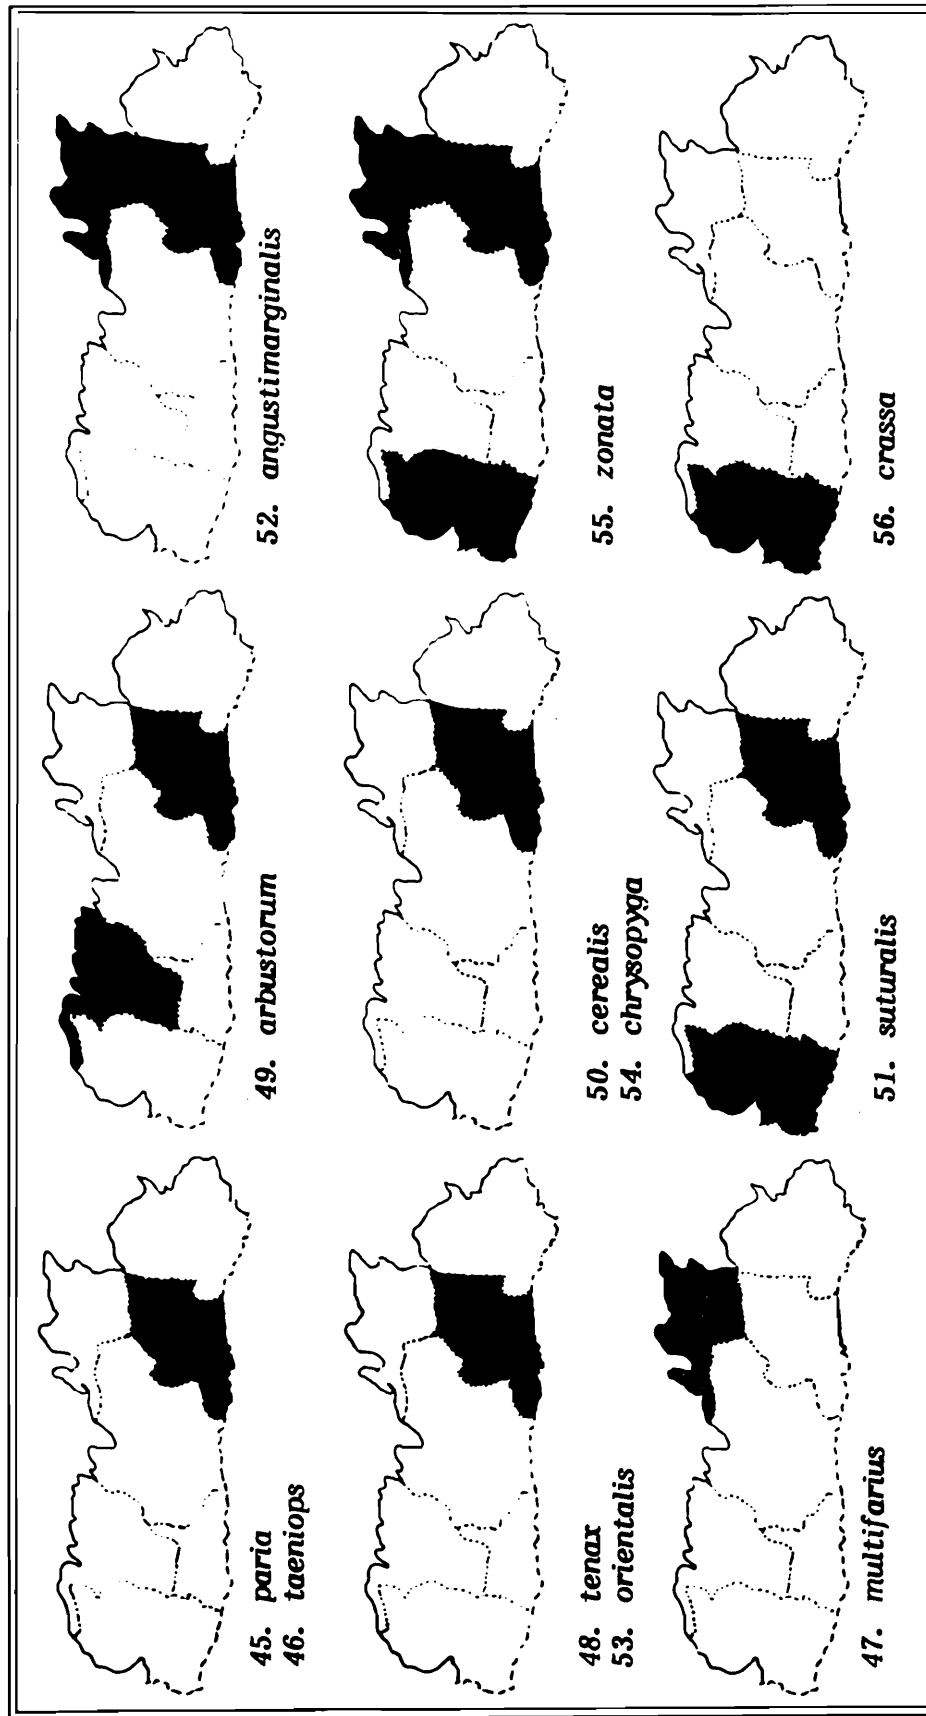 45. paria
46. taeniops
49. arbustorum
52. angustimarginalis
48. tenax
53. orientalis
50. cerealis
54. chrysopyga
55. zonata
47. multifarius
51. suturalis
56. crassa